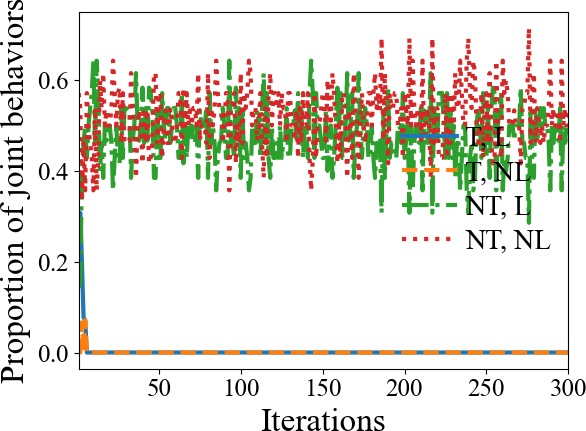 Proportion of joint behaviors
0.6
0.4
0.2
0.0
T, L
T, NL
NT, L
NT, NL
50
100
150
200
250
300
Iterations